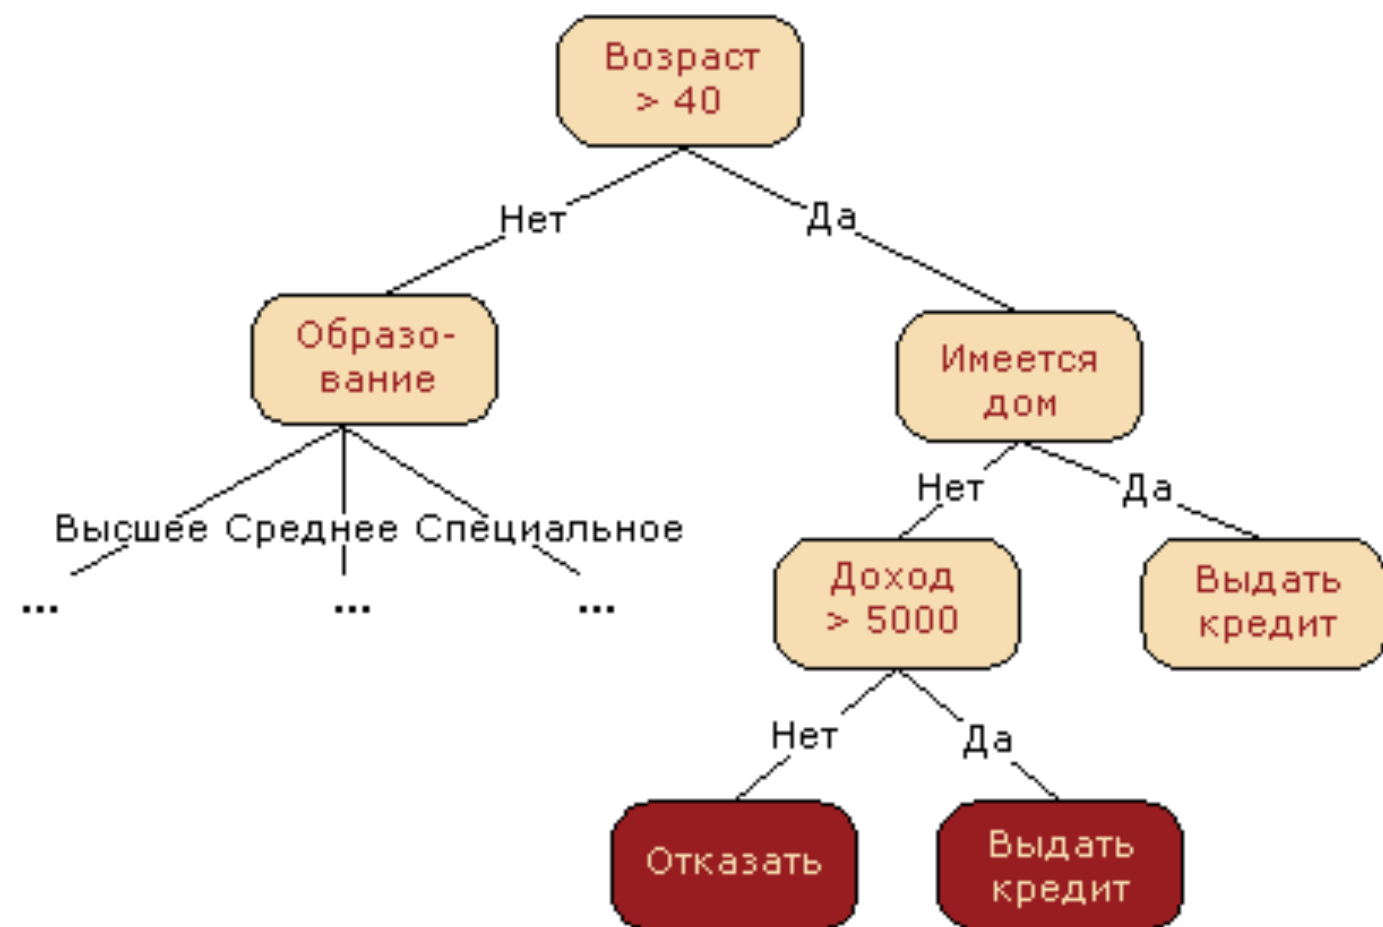 Возраст
> 40
Нет
Да
Образо-
вание
Имеется
дом
Высшее Среднее Специальное
Нет
Да
... ... ...
Доход
> 5000
Выдать
кредит
Нет
Да
Отказать
Выдать
кредит